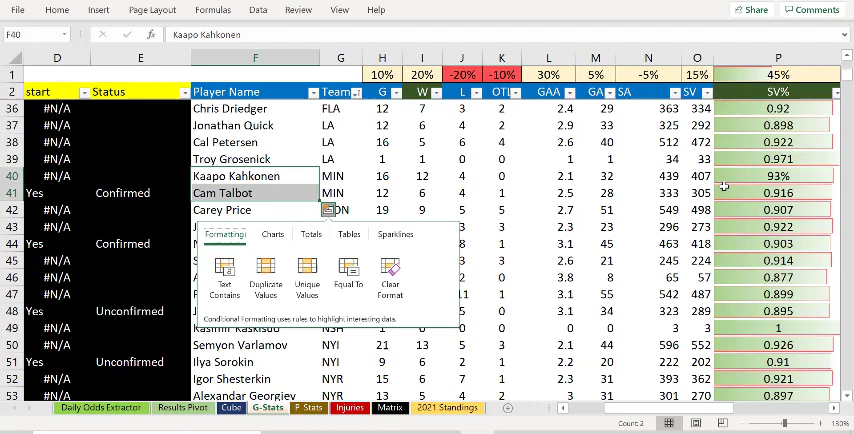 File Home Insert Page Layout Formulas Data Review View Help Share Comments
F40 fx Kaapo Kahkonen
D E F G H I J K L M N O P
1 10% 20% -20% -10% 30% 5% -5% 15% 45%
2 start Status Player Name Team G W L OTL GAA GA SA SV SV%
36 #N/A Chris Driedger FLA 12 7 3 2 2.4 29 363 334 0.92
37 #N/A Jonathan Quick LA 12 6 4 2 2.9 33 325 292 0.898
38 #N/A Cal Petersen LA 16 5 6 4 2.6 40 512 472 0.922
39 #N/A Troy Grosenick LA 1 1 0 0 1 1 34 33 0.971
40 #N/A Kaapo Kahkonen MIN 16 12 4 0 2.1 32 439 407 93%
41 Yes Confirmed Cam Talbot MIN 12 6 4 1 2.5 28 333 305 0.916
42 #N/A Carey Price 19 9 5 5 2.7 51 549 498 0.907
43 #N/A 3 2 2.3 23 296 273 0.922
44 Yes Confirmed 8 1 3.1 45 463 418 0.903
45 #N/A 3 3 2.6 21 245 224 0.914
46 #N/A 2 0 3.8 8 65 57 0.877
47 #N/A 11 1 3.1 55 542 487 0.899
48 Yes Unconfirmed 5 0 3.1 34 323 289 0.895
49 #N/A Kasimir Kaskisuo NSH 1 0 0 0 0 0 3 3 1
50 #N/A Semyon Varlamov NYI 21 13 5 3 2.1 44 596 552 0.926
51 Yes Unconfirmed Ilya Sorokin NYI 9 6 2 1 2.2 20 222 202 0.91
52 #N/A Igor Shesterkin NYR 15 6 7 1 2.3 31 393 362 0.921
53 #N/A Alexandar Georgiev NYR 13 5 4 2 3 31 301 270 0.897
Formatting Charts Totals Tables Sparklines
Text Contains
Duplicate Values
Unique Values
Equal To
Clear Format
Conditional Formatting uses rules to highlight interesting data.
Daily Odds Extractor Results Pivot Cube G-Stats P Stats Injuries Matrix 2021 Standings
Count: 2 130%